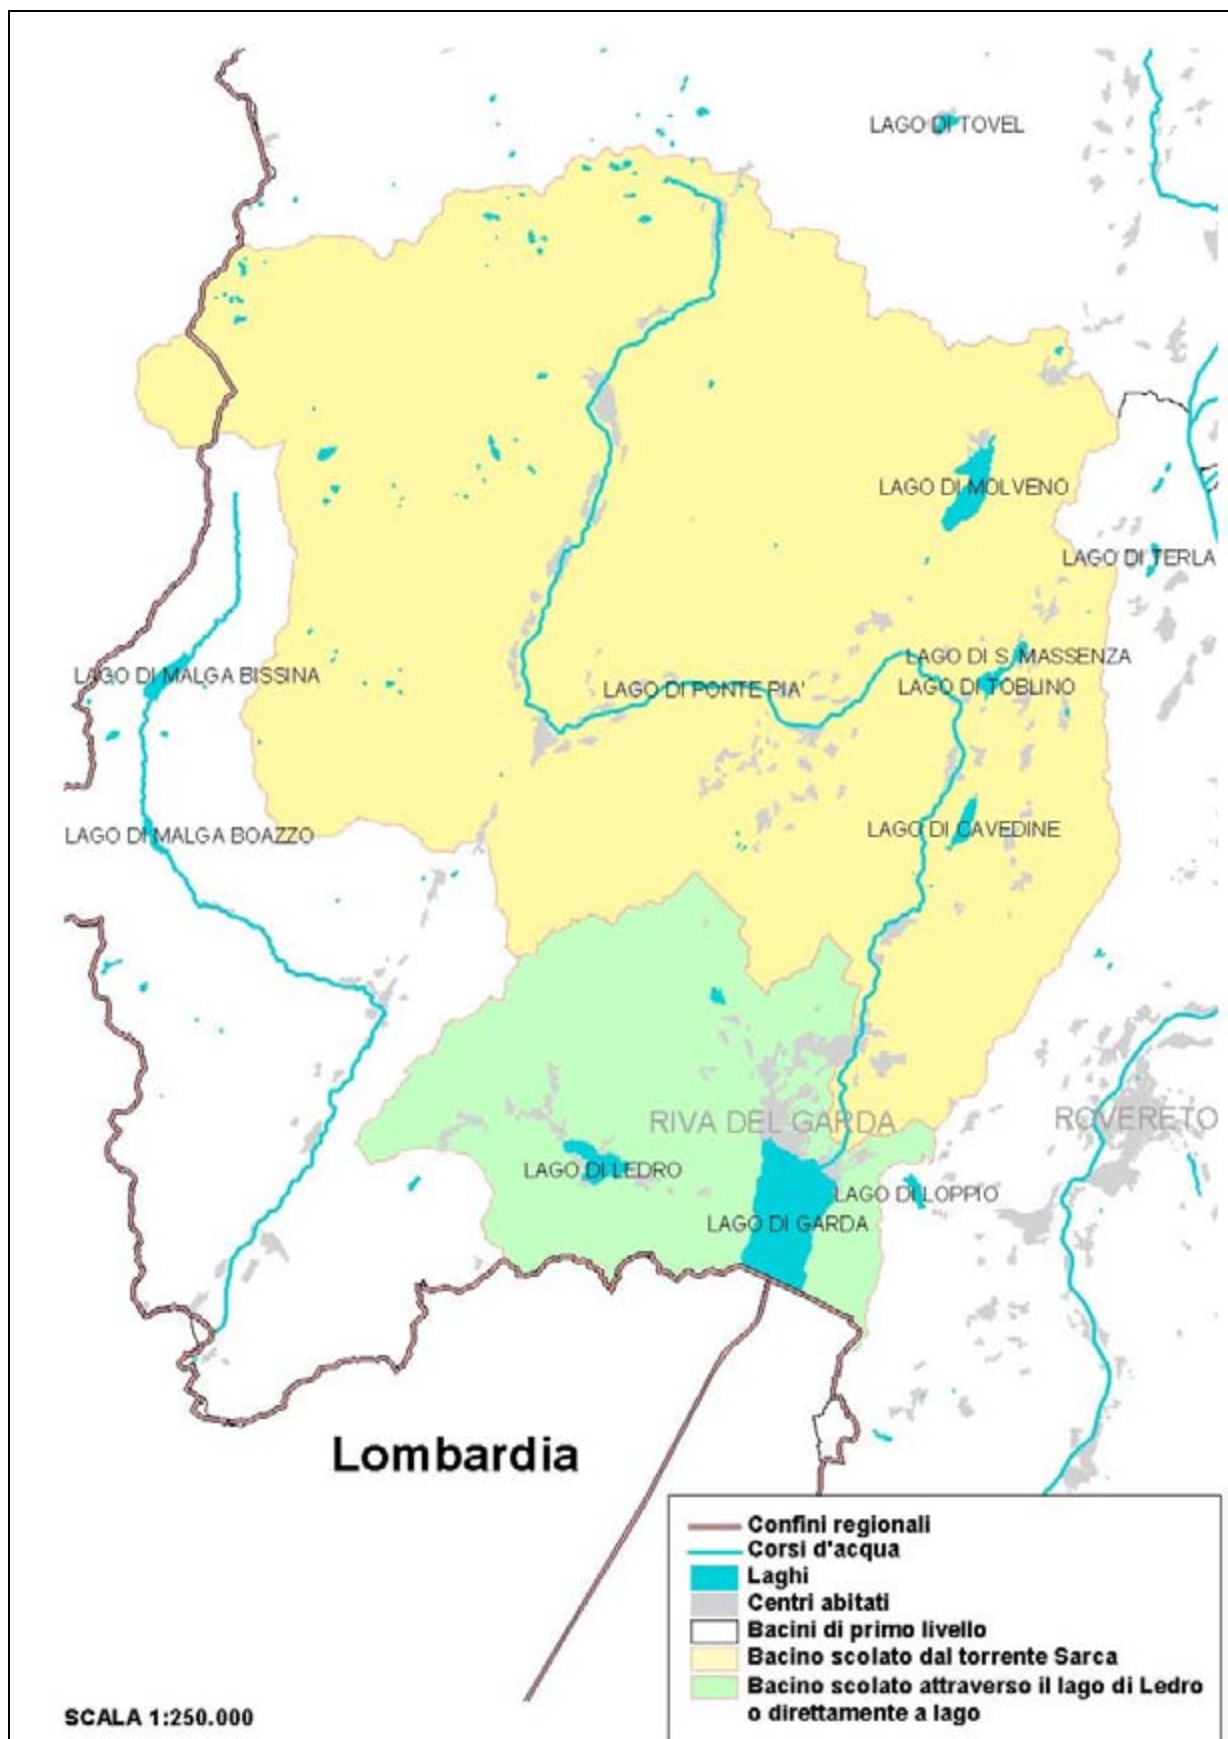 LAGO DI TOVEL
LAGO DI MOLVENO
LAGO DI TERLA
LAGO DI S. MASSENZA
LAGO DI MALGA BISSINA
LAGO DI PONTE PIA'
LAGO DI TOBLINO
LAGO DI MALGA BOAZZO
LAGO DI CAVEDINE
RIVA DEL GARDA
ROVERETO
LAGO DI LEDRO
LAGO DI LOPPIO
LAGO DI GARDA
Lombardia
Confini regionali
Corsi d'acqua
Laghi
Centri abitati
Bacini di primo livello
Bacino scolato dal torrente Sarca
Bacino scolato attraverso il lago di Ledro
o direttamente a lago
SCALA 1:250.000